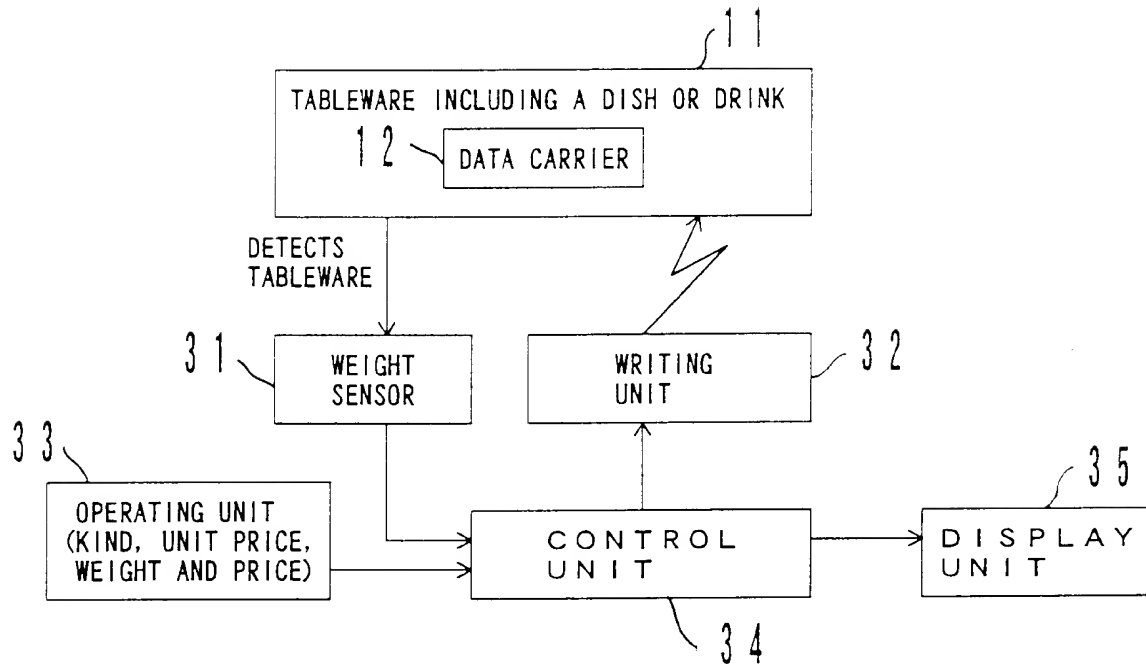 11
TABLEWARE INCLUDING A DISH OR DRINK
12
DATA CARRIER
DETECTS
TABLEWARE
31
WEIGHT
SENSOR
WRITING
UNIT
32
33
OPERATING UNIT
(KIND, UNIT PRICE,
WEIGHT AND PRICE)
CONTROL
UNIT
34
35
DISPLAY
UNIT